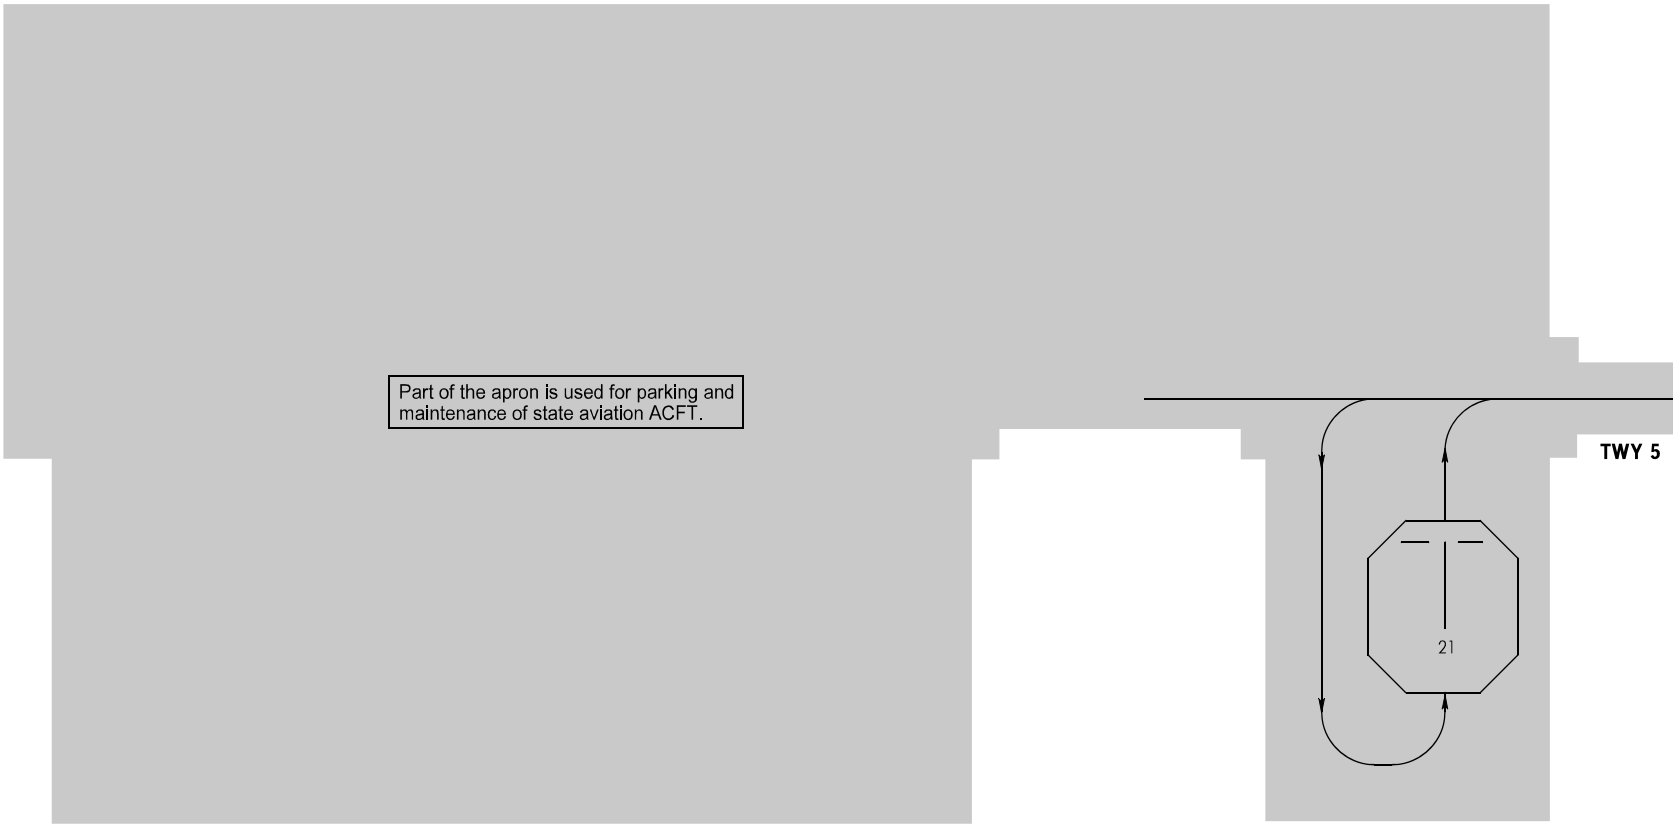 Part of the apron is used for parking and
maintenance of state aviation ACFT.
TWY 5
21